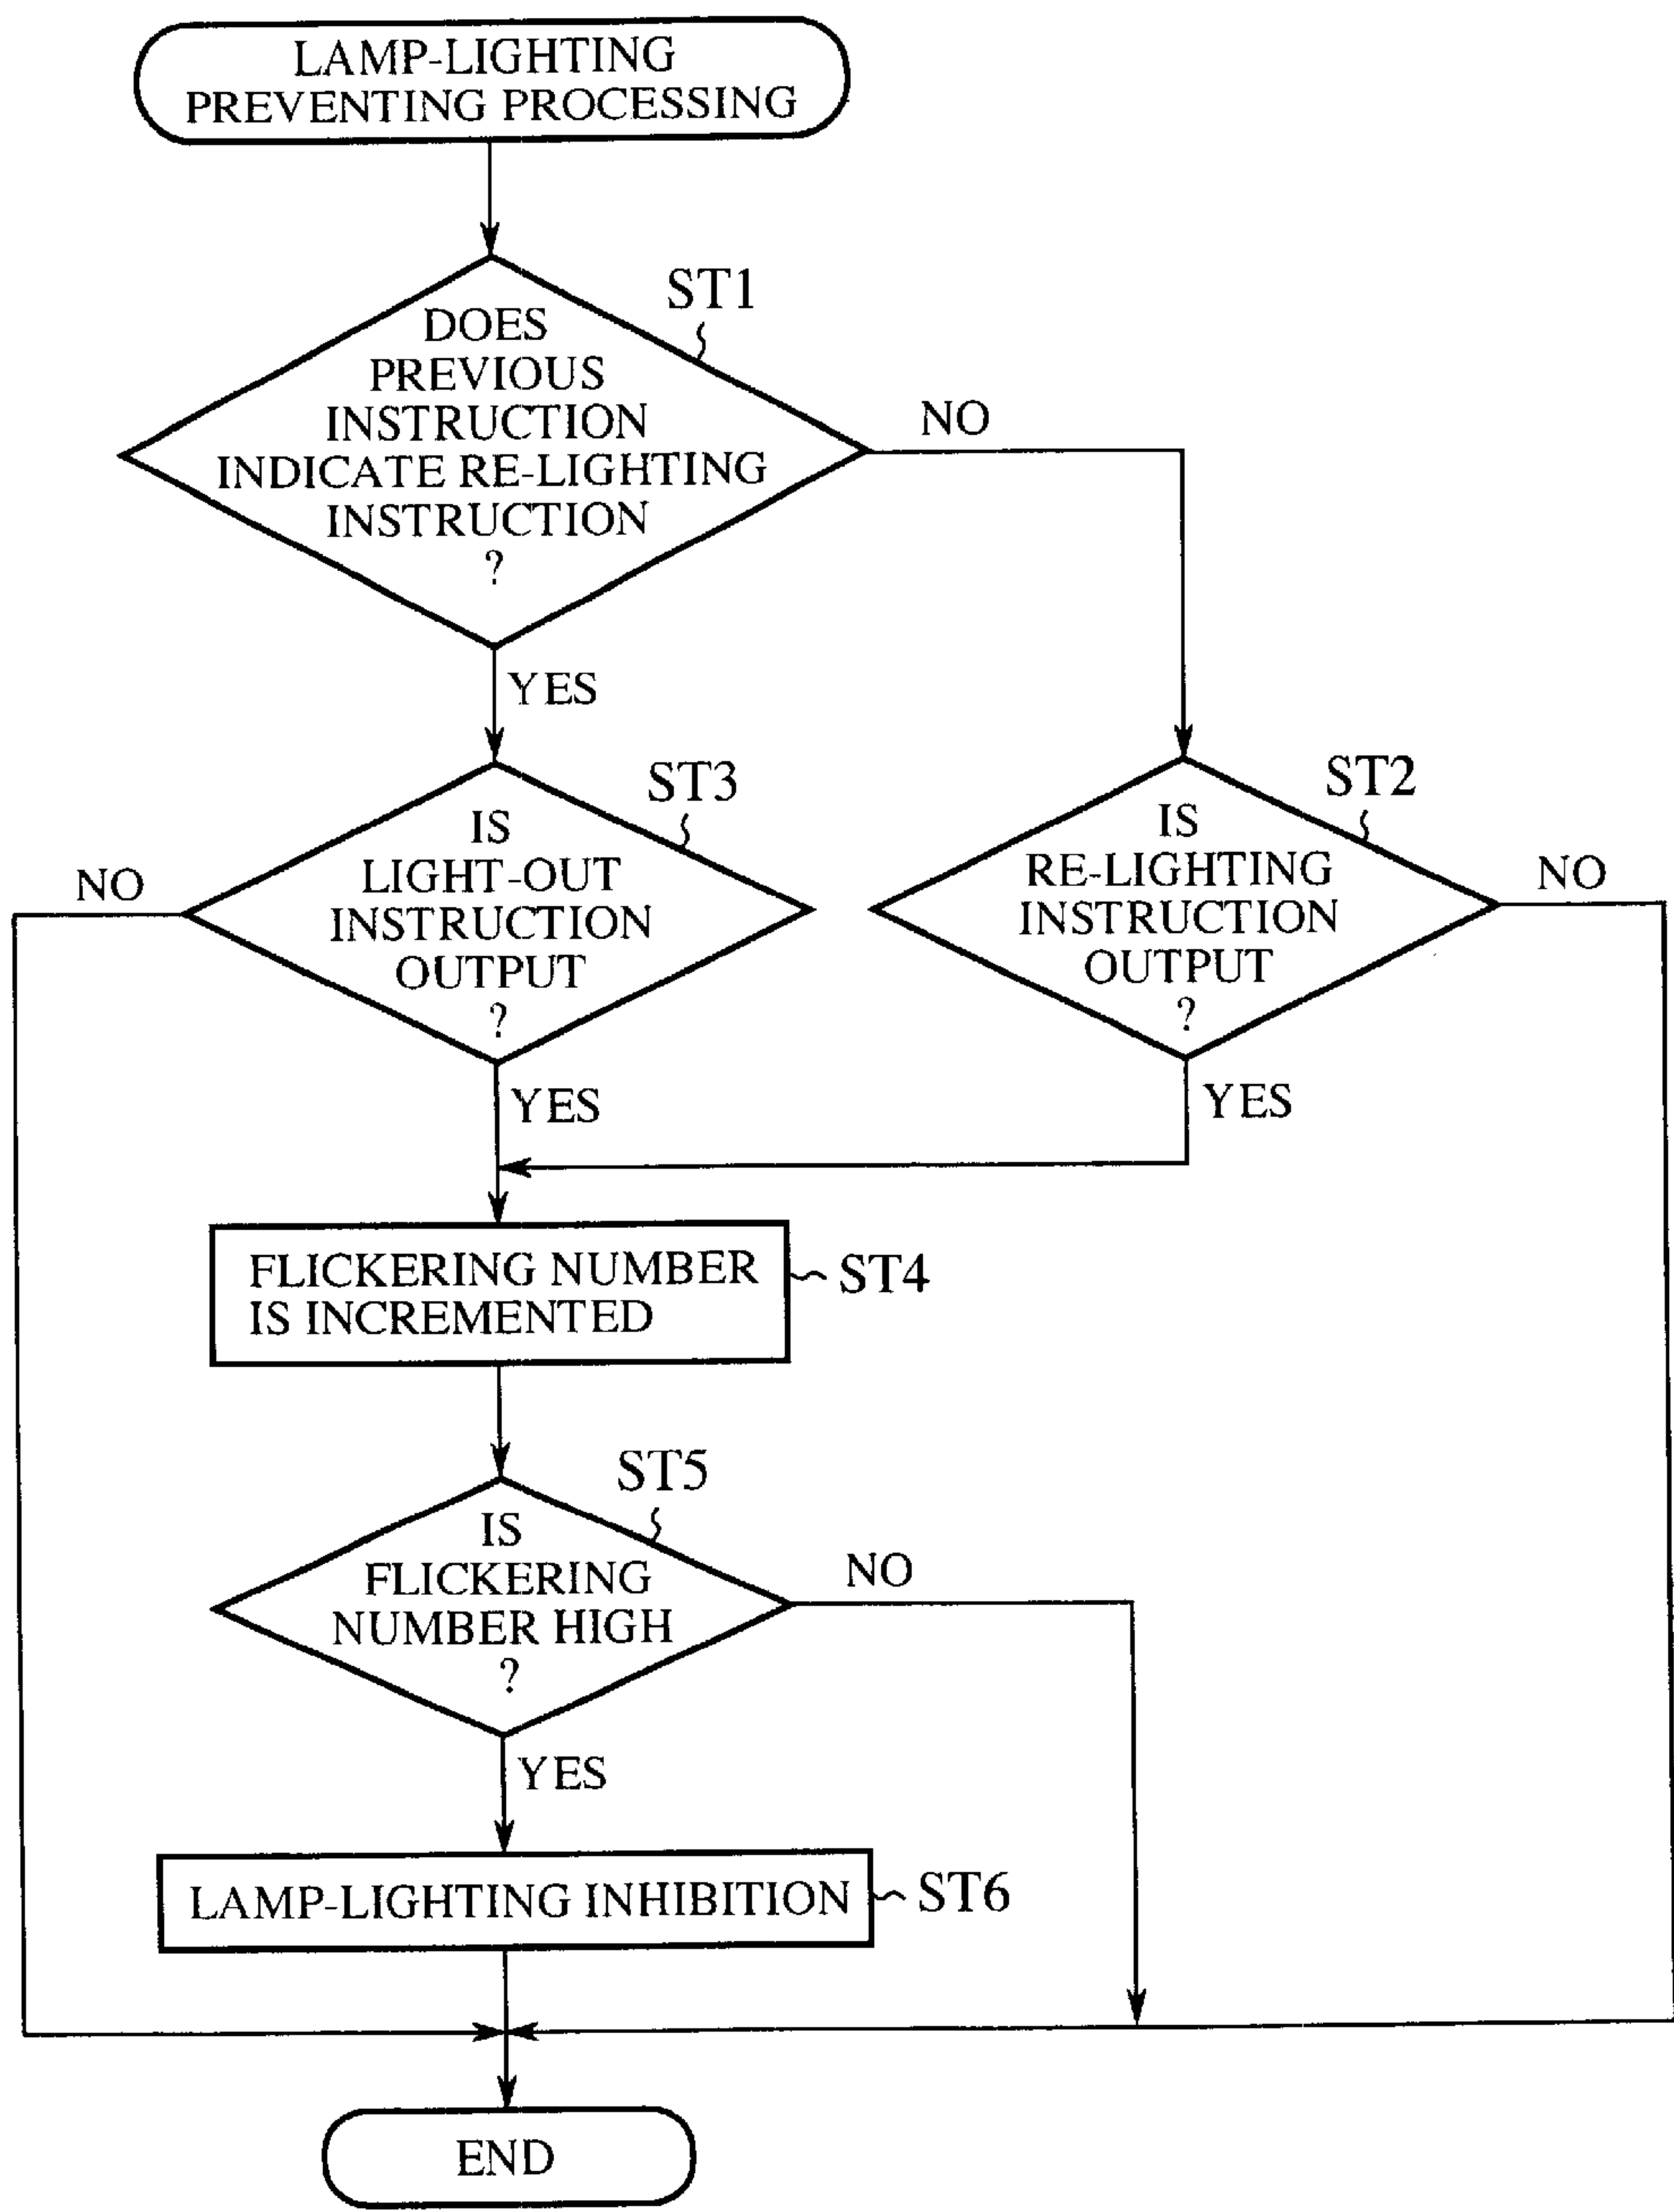 LAMP-LIGHTING
PREVENTING PROCESSING
ST1
DOES
PREVIOUS
INSTRUCTION
INDICATE RE-LIGHTING
INSTRUCTION
?
NO
YES
ST3
IS
LIGHT-OUT
INSTRUCTION
OUTPUT
?
NO
YES
ST2
IS
RE-LIGHTING
INSTRUCTION
OUTPUT
?
NO
YES
FLICKERING NUMBER
IS INCREMENTED
ST4
ST5
IS
FLICKERING
NUMBER HIGH
?
NO
YES
LAMP-LIGHTING INHIBITION
ST6
END